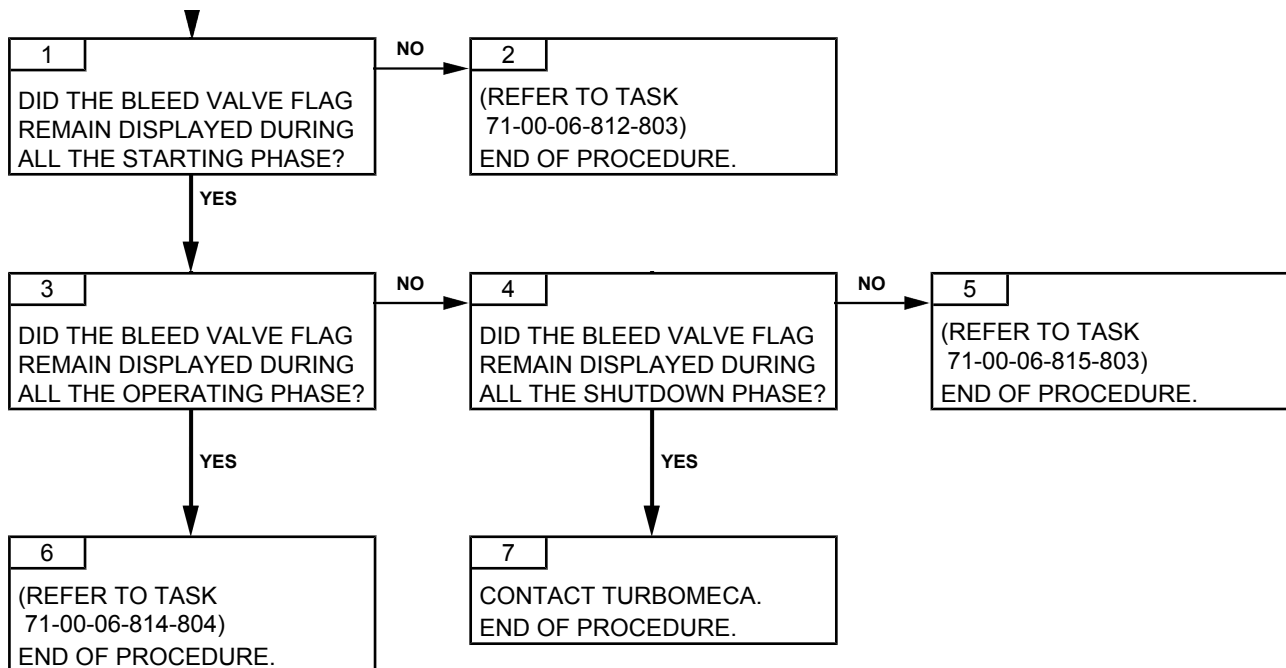 1
DID THE BLEED VALVE FLAG
REMAIN DISPLAYED DURING
ALL THE STARTING PHASE?
NO
2
(REFER TO TASK
71-00-06-812-803)
END OF PROCEDURE.
YES
3
DID THE BLEED VALVE FLAG
REMAIN DISPLAYED DURING
ALL THE OPERATING PHASE?
NO
4
DID THE BLEED VALVE FLAG
REMAIN DISPLAYED DURING
ALL THE SHUTDOWN PHASE?
NO
5
(REFER TO TASK
71-00-06-815-803)
END OF PROCEDURE.
YES
YES
6
(REFER TO TASK
71-00-06-814-804)
END OF PROCEDURE.
7
CONTACT TURBOMECA.
END OF PROCEDURE.